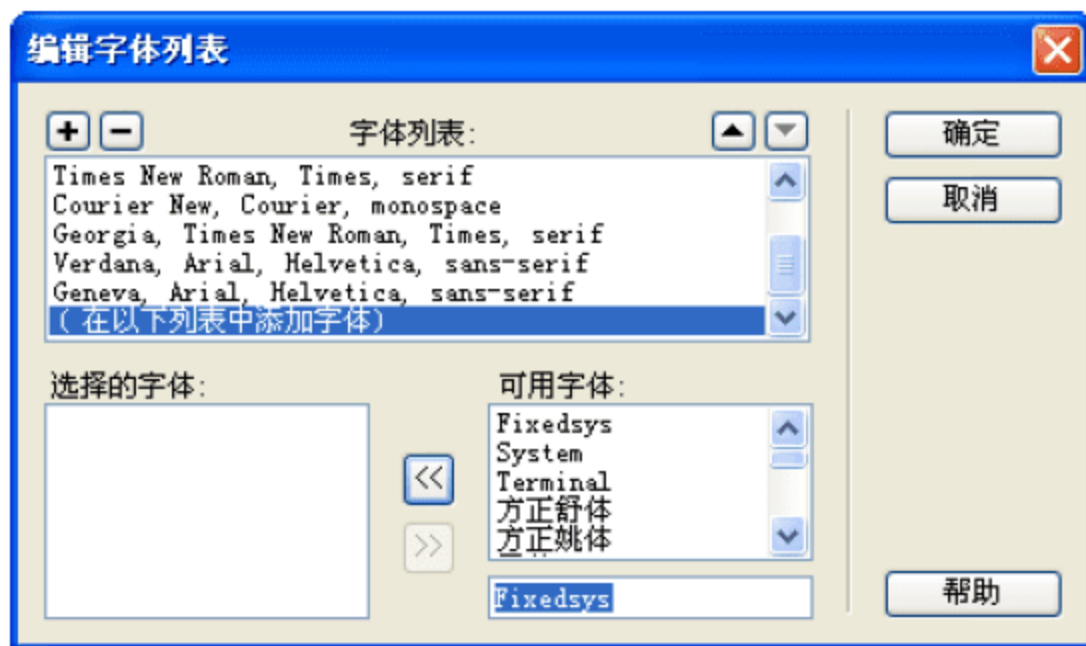 编辑字体列表
字体列表:
Times New Roman, Times, serif
Courier New, Courier, monospace
Georgia, Times New Roman, Times, serif
Verdana, Arial, Helvetica, sans-serif
Geneva, Arial, Helvetica, sans-serif
( 在以下列表中添加字体)
选择的字体:
<<
>>
可用字体:
Fixedsys
System
Terminal
方正舒体
方正姚体
Fixedsys
确定
取消
帮助